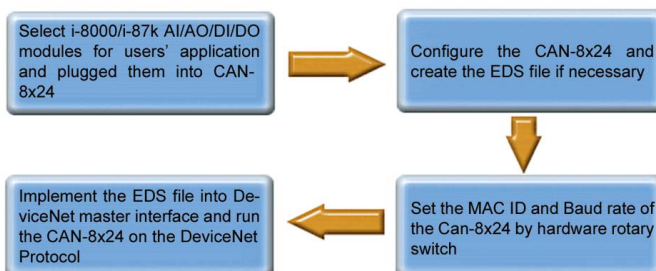 Select i-8000/i-87k AI/AO/DI/DO
modules for users' application
and plugged them into CAN-
8x24
Configure the CAN-8x24 and
create the EDS file if necessary
Set the MAC ID and Baud rate of
the Can-8x24 by hardware rotary
switch
Implement the EDS file into De-
viceNet master interface and run
the CAN-8x24 on the DeviceNet
Protocol